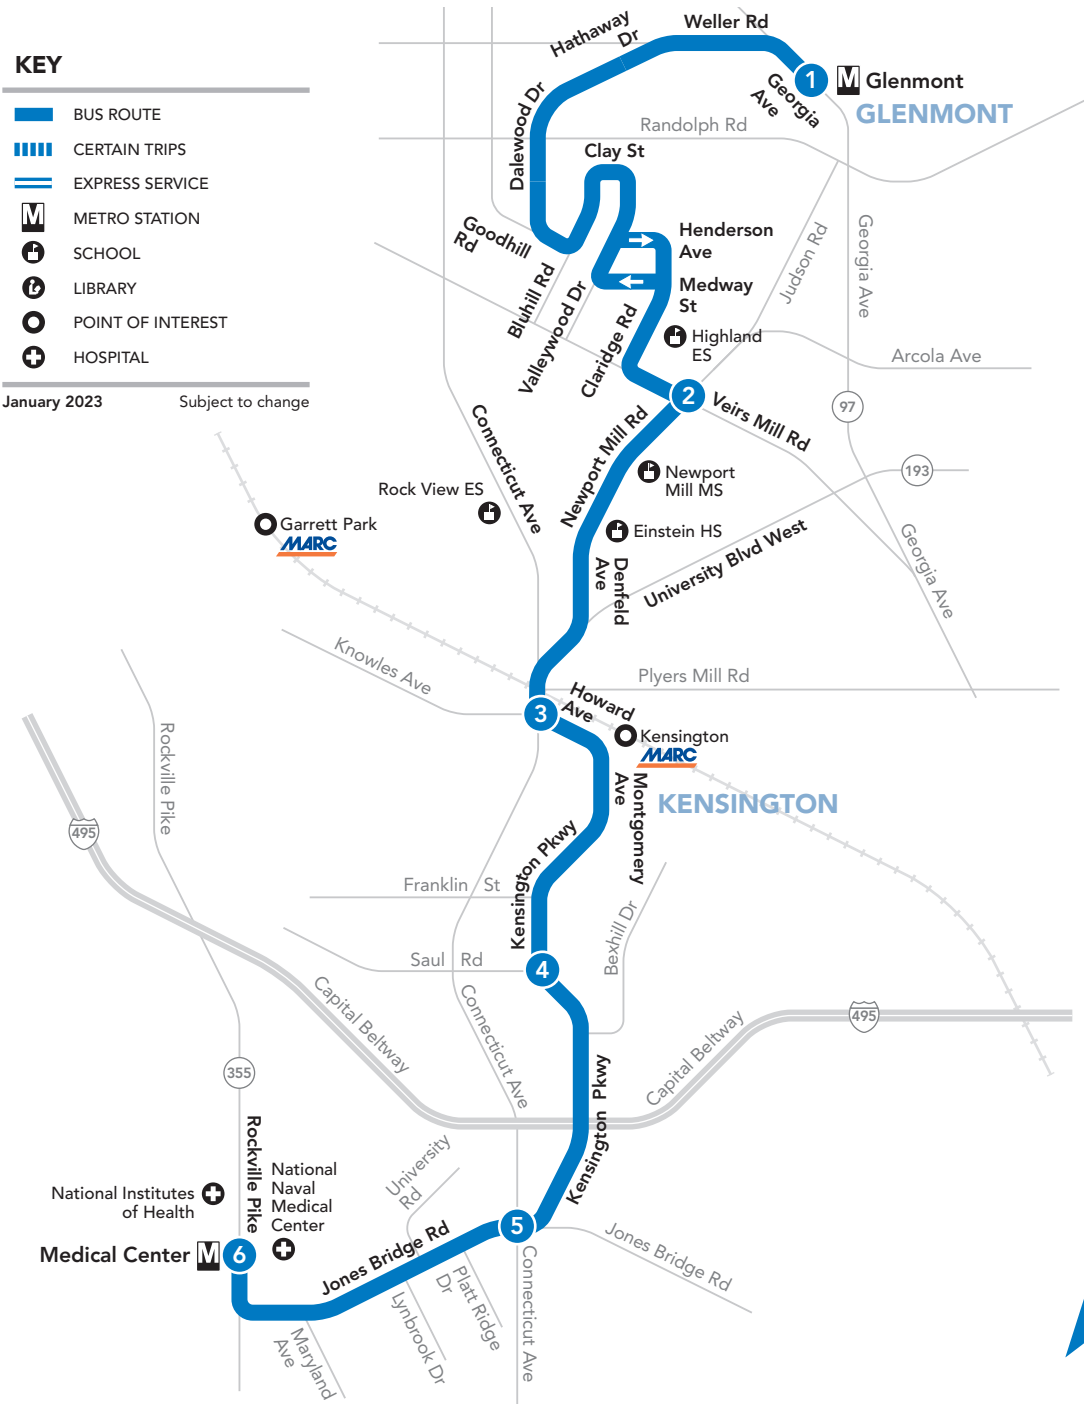 KEY
BUS ROUTE
CERTAIN TRIPS
EXPRESS SERVICE
M
METRO STATION
SCHOOL
LIBRARY
POINT OF INTEREST
HOSPITAL
January 2023
Subject to change
Weller Rd
Hathaway
Dr
1
M
Glenmont
GLENMONT
Georgia
Ave
Dalewood Dr
Randolph Rd
Clay St
Goodhill
Rd
Henderson
Ave
Georgia Ave
Judson Rd
Bluhill Rd
Valleywood Dr
Medway
St
Claridge Rd
Highland
ES
Arcola Ave
2
Veirs Mill Rd
97
Connecticut Ave
Newport Mill Rd
193
Newport
Mill MS
Rock View ES
Garrett Park
MARC
Einstein HS
University Blvd West
Georgia Ave
Denfeld
Ave
Knowles Ave
Plyers Mill Rd
Howard
Ave
3
Kensington
MARC
KENSINGTON
Rockville Pike
Montgomery
Ave
495
Kensington Pkwy
Franklin St
Bexhill Dr
Saul Rd
4
Capital Beltway
Connecticut Ave
495
Capital Beltway
355
Kensington Pkwy
Rockville Pike
University
Rd
National
Naval
Medical
Center
National Institutes
of Health
Medical Center
M
6
5
Jones Bridge Rd
Jones Bridge Rd
Platt Ridge
Dr
Connecticut Ave
Lynbrook Dr
Maryland
Ave